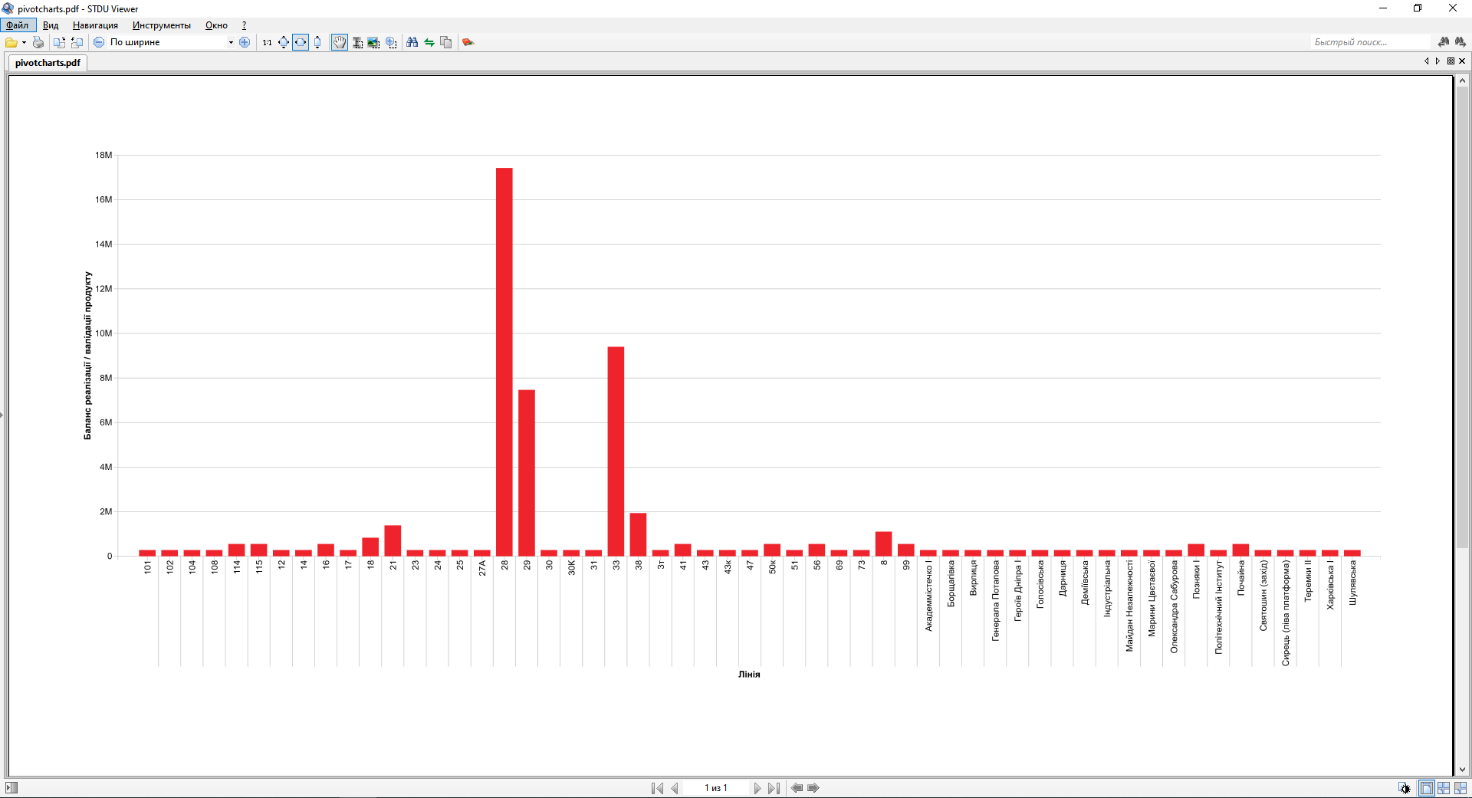 pivotcharts.pdf - STDU Viewer
Файл Вид Навигация Инструменты Окно ?
По ширине 1:1 Быстрый поиск...
pivotcharts.pdf
18M
16M
14M
12M
10M
8M
6M
4M
2M
0
Баланс реалізації / валідації продукту
101
102
104
108
114
115
12
14
16
17
18
21
23
24
25
27А
28
29
30
30К
31
33
38
3т
41
43
43к
47
50к
51
56
69
73
8
99
Академмістечко І
Борщагівка
Вирлиця
Генерала Потапова
Героїв Дніпра І
Голосіївська
Дарниця
Деміївська
Індустріальна
Майдан Незалежності
Марини Цвєтаєвої
Олександра Сабурова
Позняки І
Політехнічний Інститут
Почайна
Святошин (захід)
Сирець (ліва платформа)
Теремки ІІ
Харківська І
Шулявська
Лінія
1 из 1